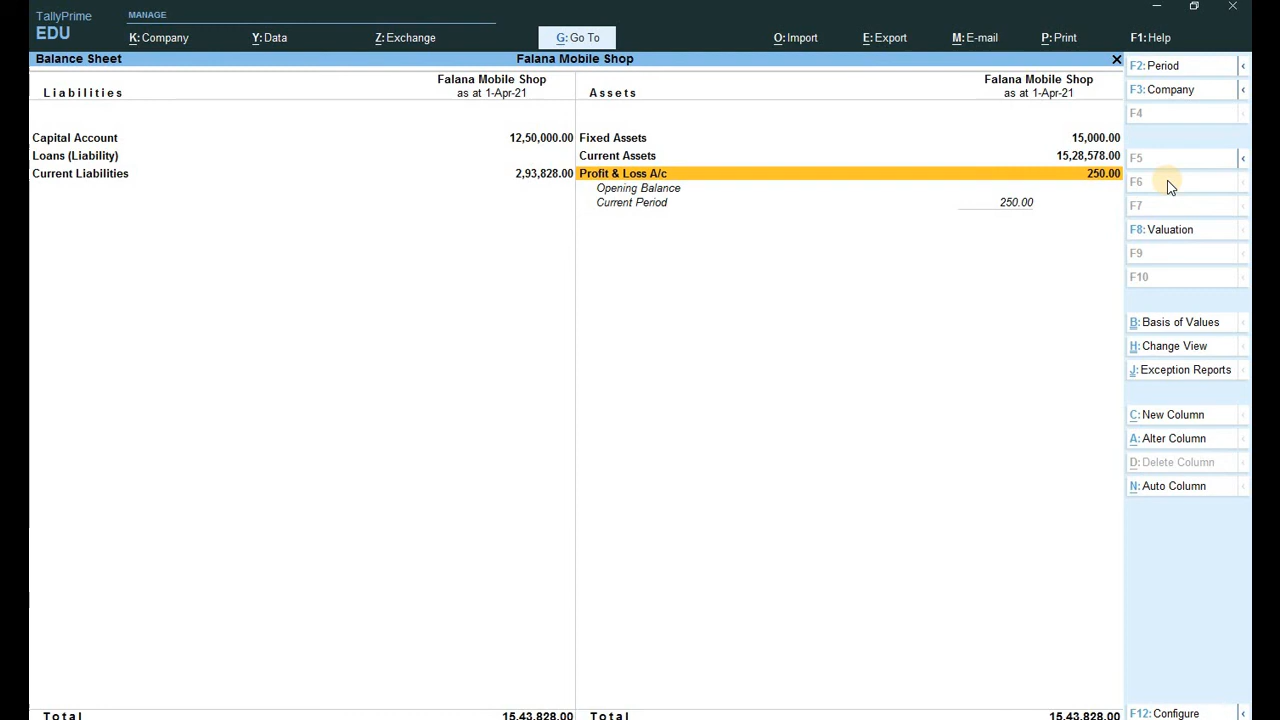 TallyPrime
EDU
MANAGE
K: Company
Y: Data
Z: Exchange
G: Go To
O: Import
E: Export
M: E-mail
P: Print
F1: Help
Balance Sheet
Falana Mobile Shop
Liabilities
Falana Mobile Shop
as at 1-Apr-21
Assets
Falana Mobile Shop
as at 1-Apr-21
Capital Account 12,50,000.00
Loans (Liability)
Current Liabilities 2,93,828.00
Fixed Assets 15,000.00
Current Assets 15,28,578.00
Profit & Loss A/c 250.00
Opening Balance
Current Period 250.00
Total 15,43,828.00
Total 15,43,828.00
F2: Period
F3: Company
F4
F5
F6
F7
F8: Valuation
F9
F10
B: Basis of Values
H: Change View
J: Exception Reports
C: New Column
A: Alter Column
D: Delete Column
N: Auto Column
F12: Configure